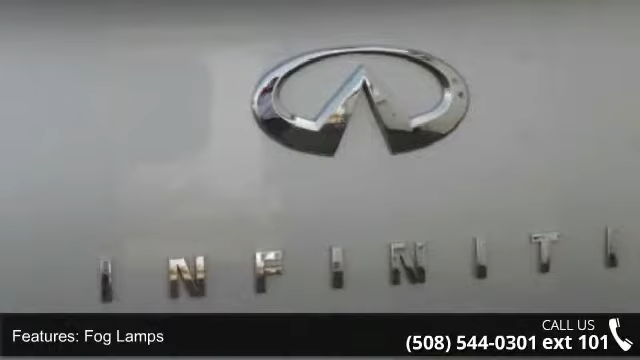 INFINITI
Features: Fog Lamps
CALL US
(508) 544-0301 ext 101